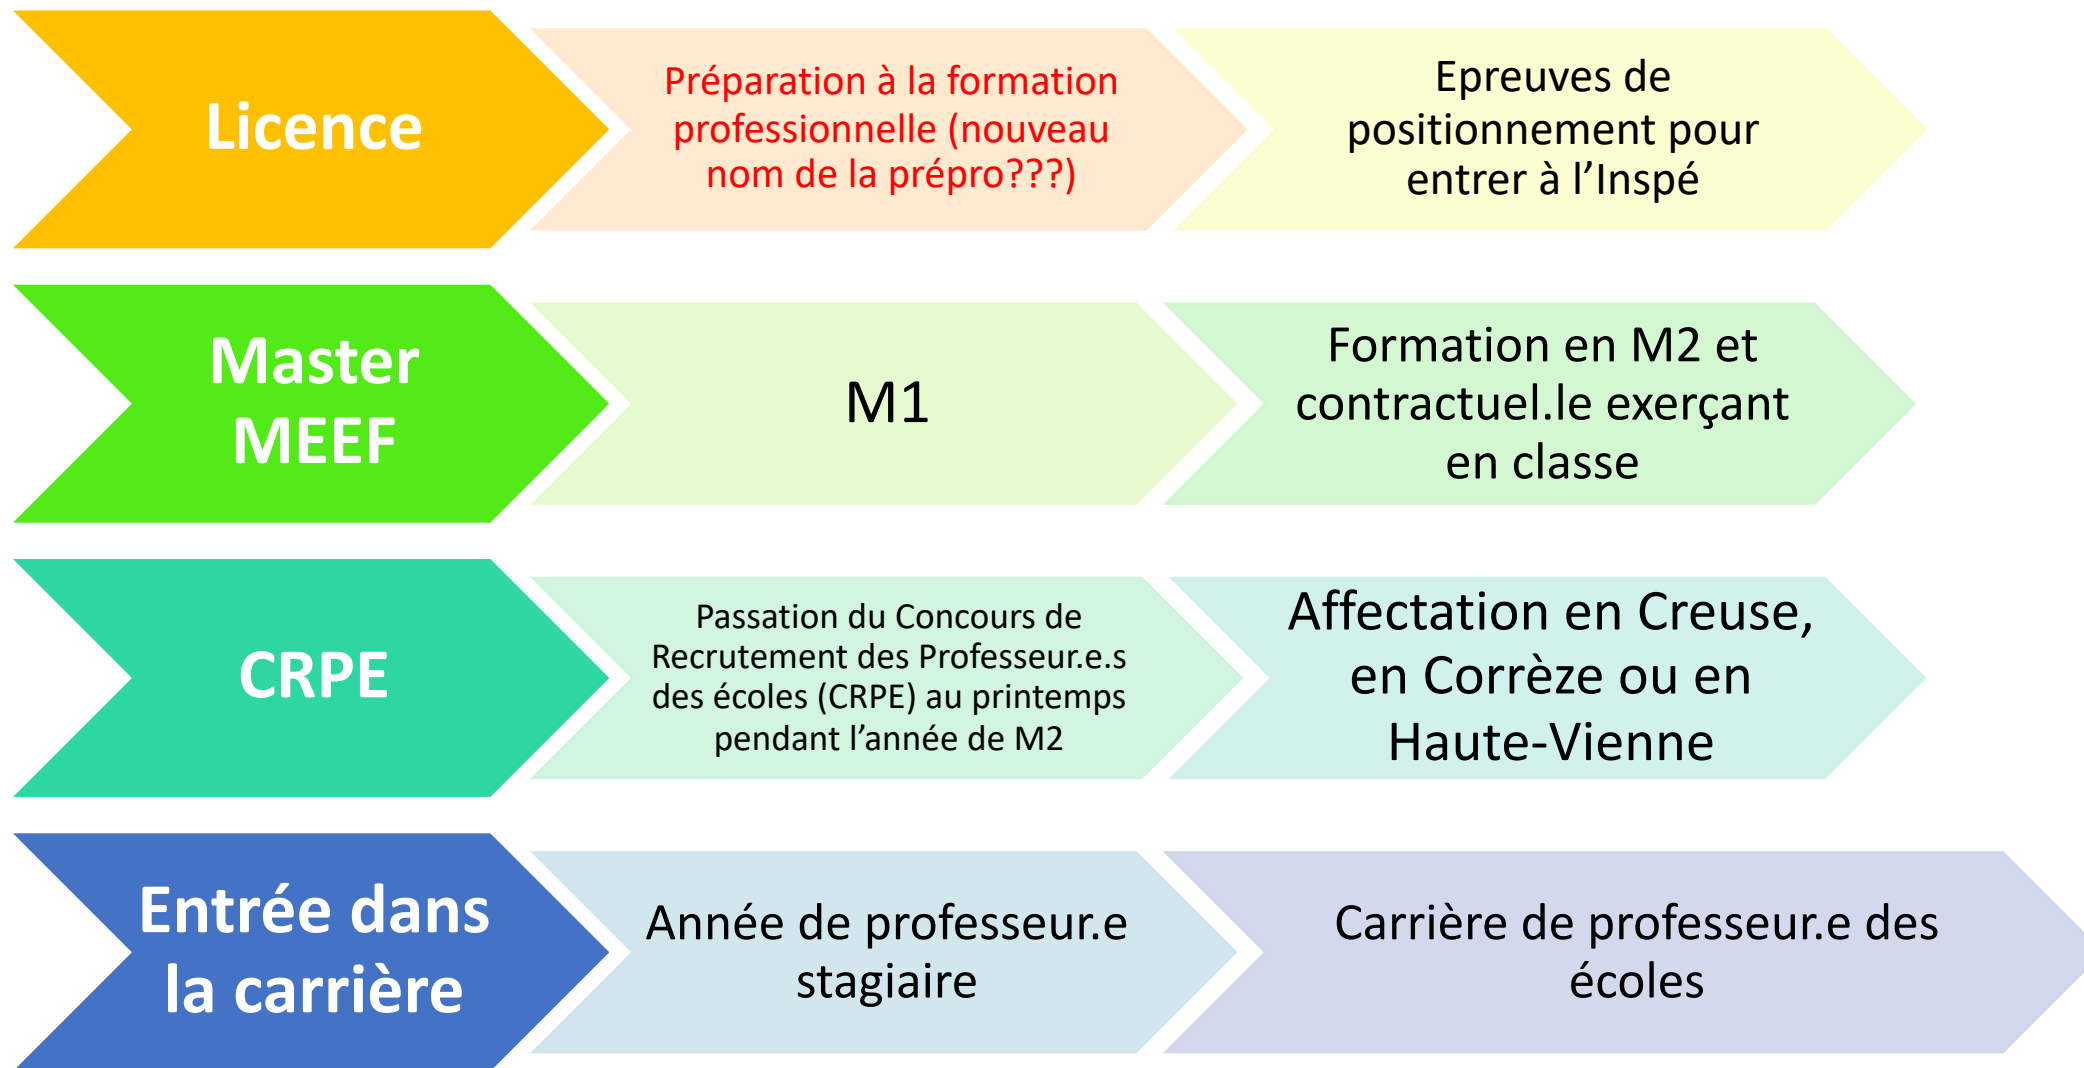 Licence
Préparation à la formation
professionnelle (nouveau
nom de la prépro???)
Epreuves de
positionnement pour
entrer à l’Inspé
Master
MEEF
M1
Formation en M2 et
contractuel.le exerçant
en classe
CRPE
Passation du Concours de
Recrutement des Professeur.e.s
des écoles (CRPE) au printemps
pendant l’année de M2
Affectation en Creuse,
en Corrèze ou en
Haute-Vienne
Entrée dans
la carrière
Année de professeur.e
stagiaire
Carrière de professeur.e des
écoles